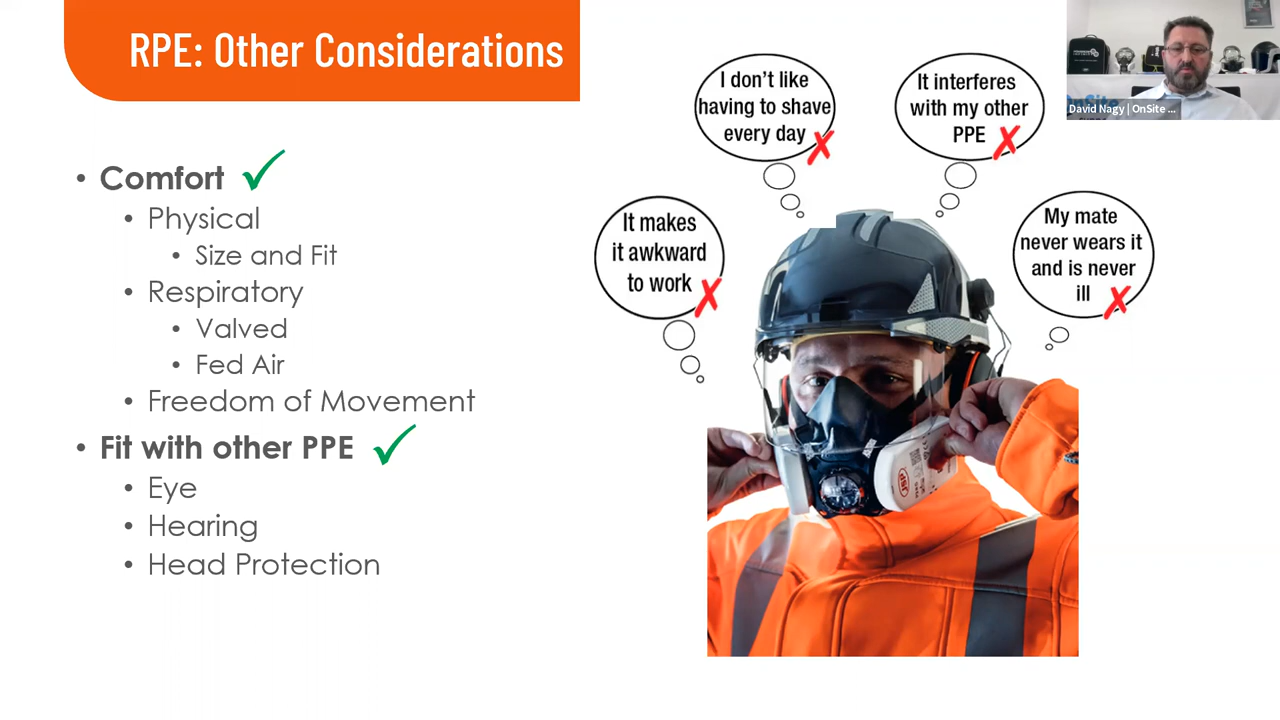 RPE: Other Considerations
• Comfort
• Physical
• Size and Fit
• Respiratory
• Valved
• Fed Air
• Freedom of Movement
• Fit with other PPE
• Eye
• Hearing
• Head Protection
It makes
it awkward
to work
I don't like
having to shave
every day
It interferes
with my other
PPE
My mate
never wears it
and is never
ill
JSP
OnSite
David Nagy | OnSite ...